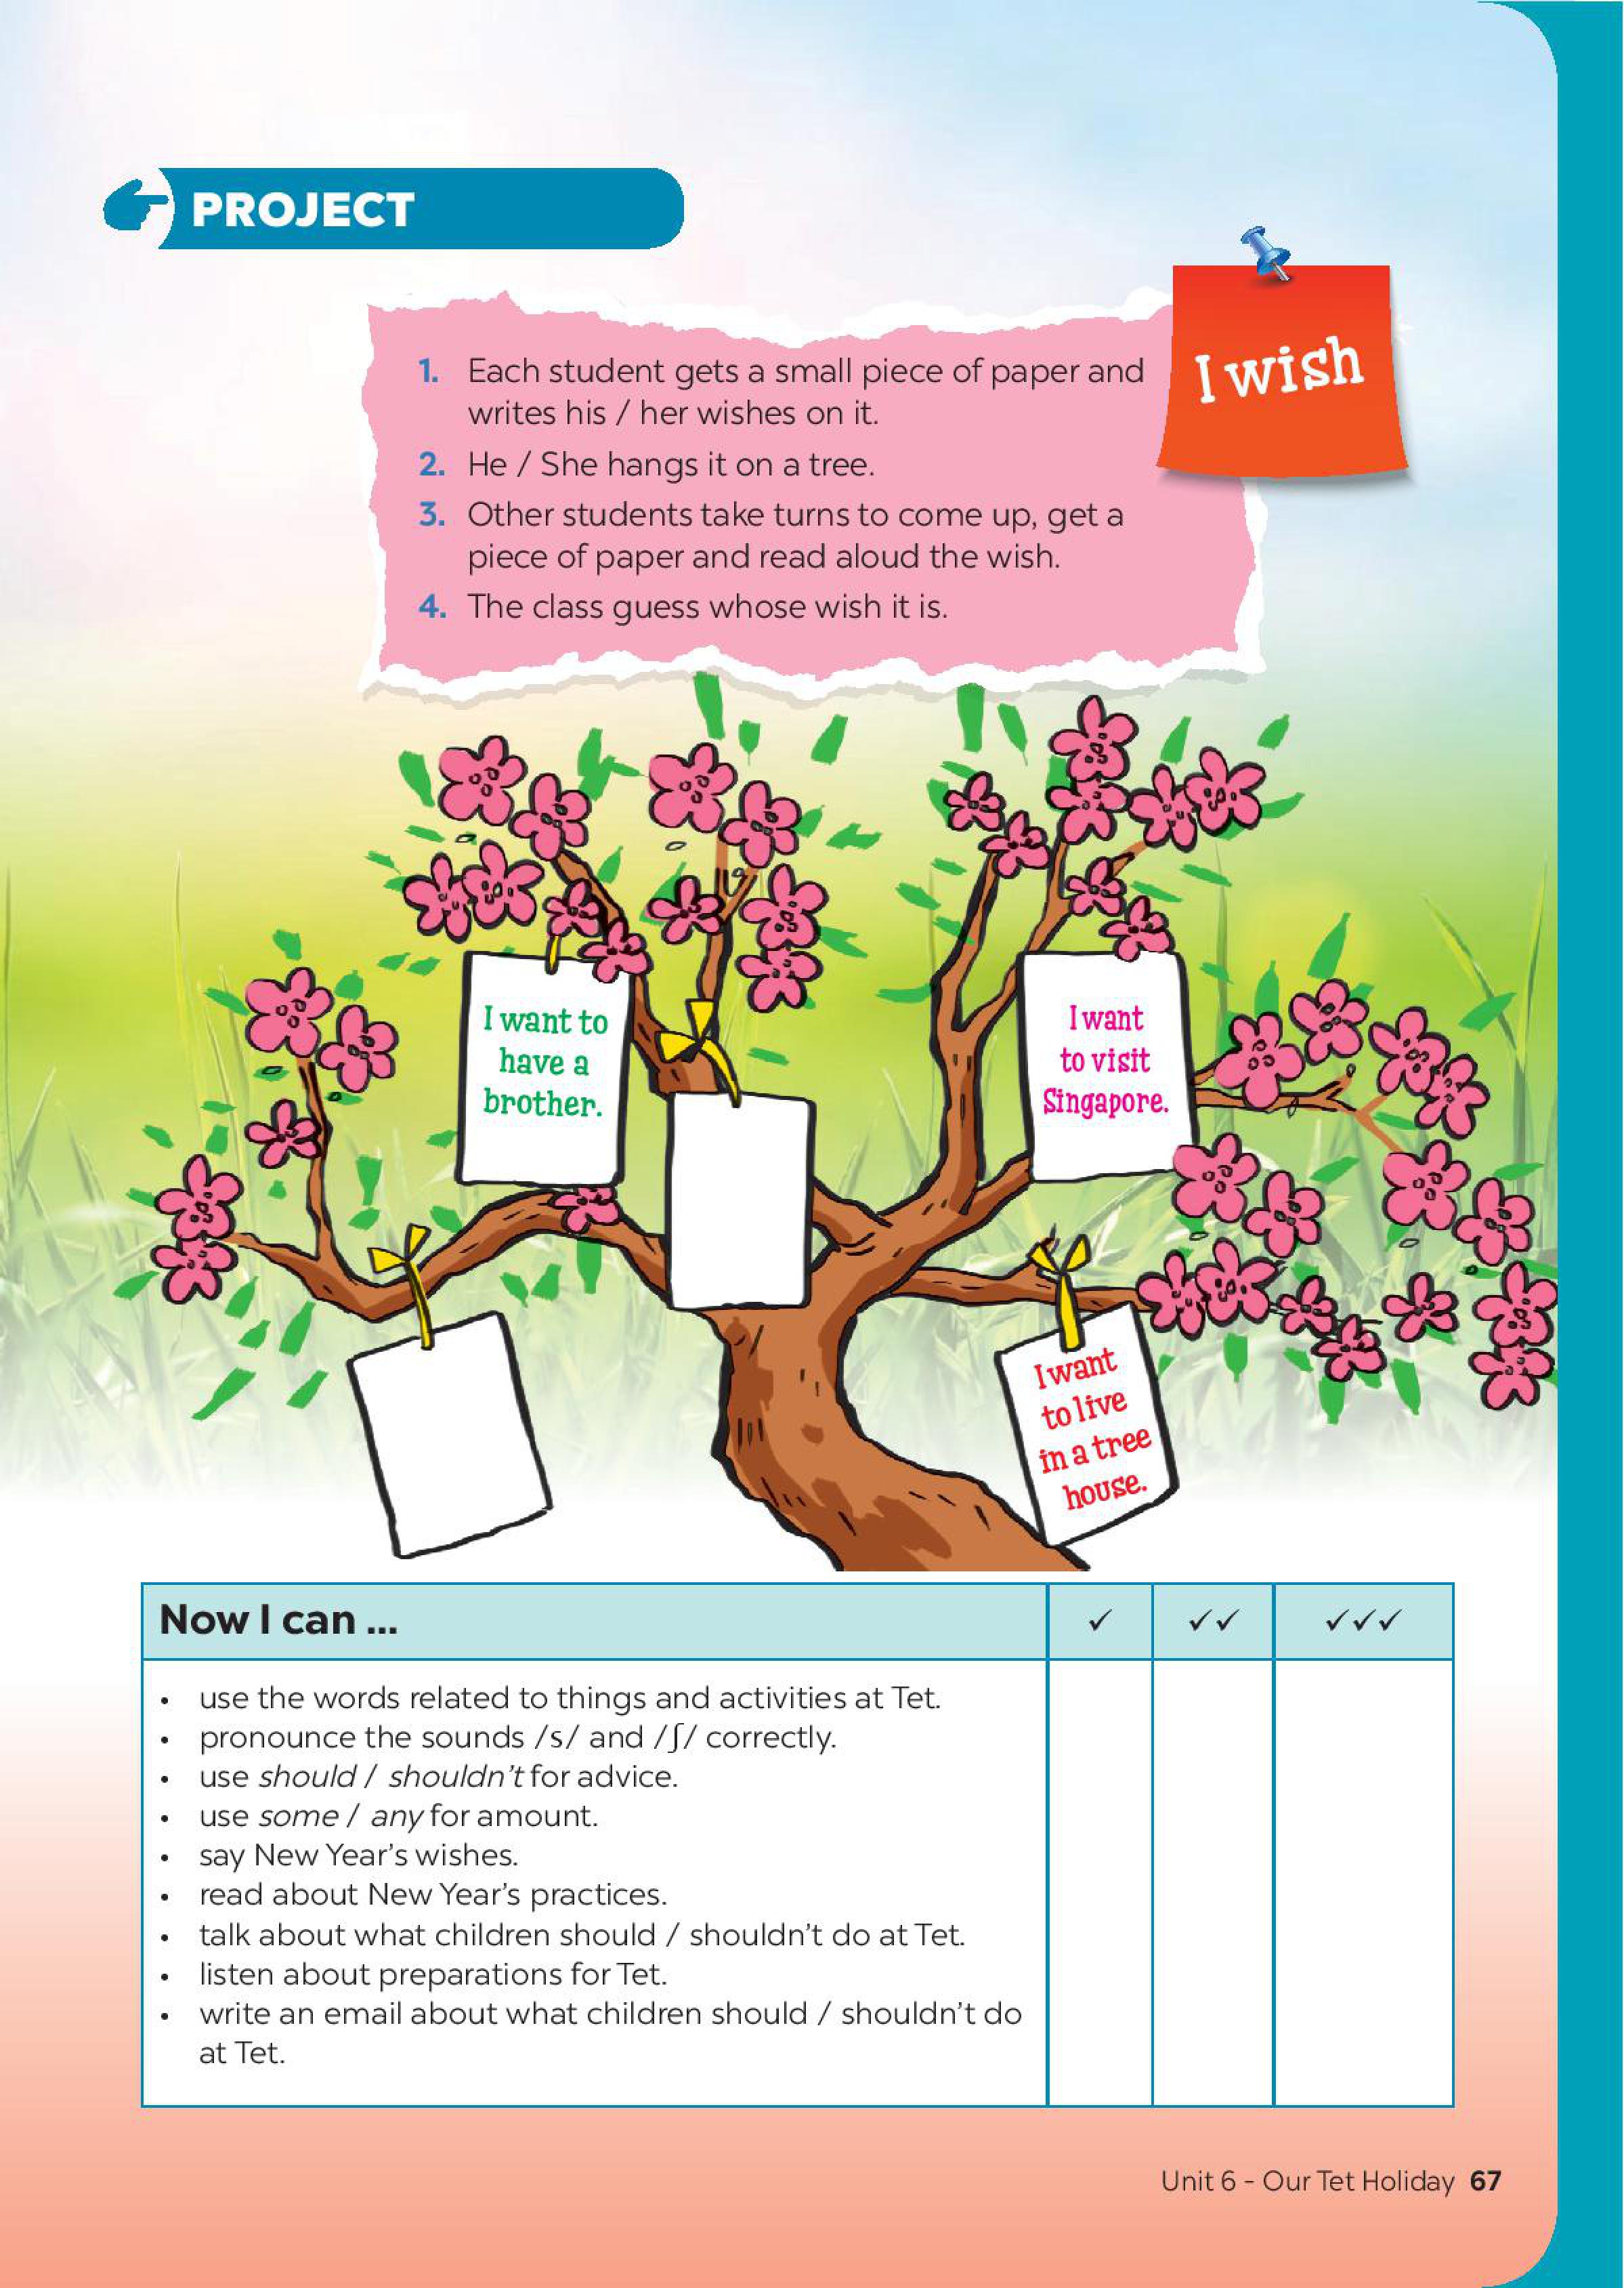 PROJECT
I wish
1. Each student gets a small piece of paper and
writes his / her wishes on it.
2. He / She hangs it on a tree.
3. Other students take turns to come up, get a
piece of paper and read aloud the wish.
4. The class guess whose wish it is.
I want to
have a
brother.
I want
to visit
Singapore.
I want
to live
in a tree
house.
Now I can ... ✓ ✓✓ ✓✓✓
• use the words related to things and activities at Tet.
• pronounce the sounds /s/ and /ʃ/ correctly.
• use should / shouldn't for advice.
• use some / any for amount.
• say New Year's wishes.
• read about New Year's practices.
• talk about what children should / shouldn't do at Tet.
• listen about preparations for Tet.
• write an email about what children should / shouldn't do
at Tet.
Unit 6 - Our Tet Holiday 67